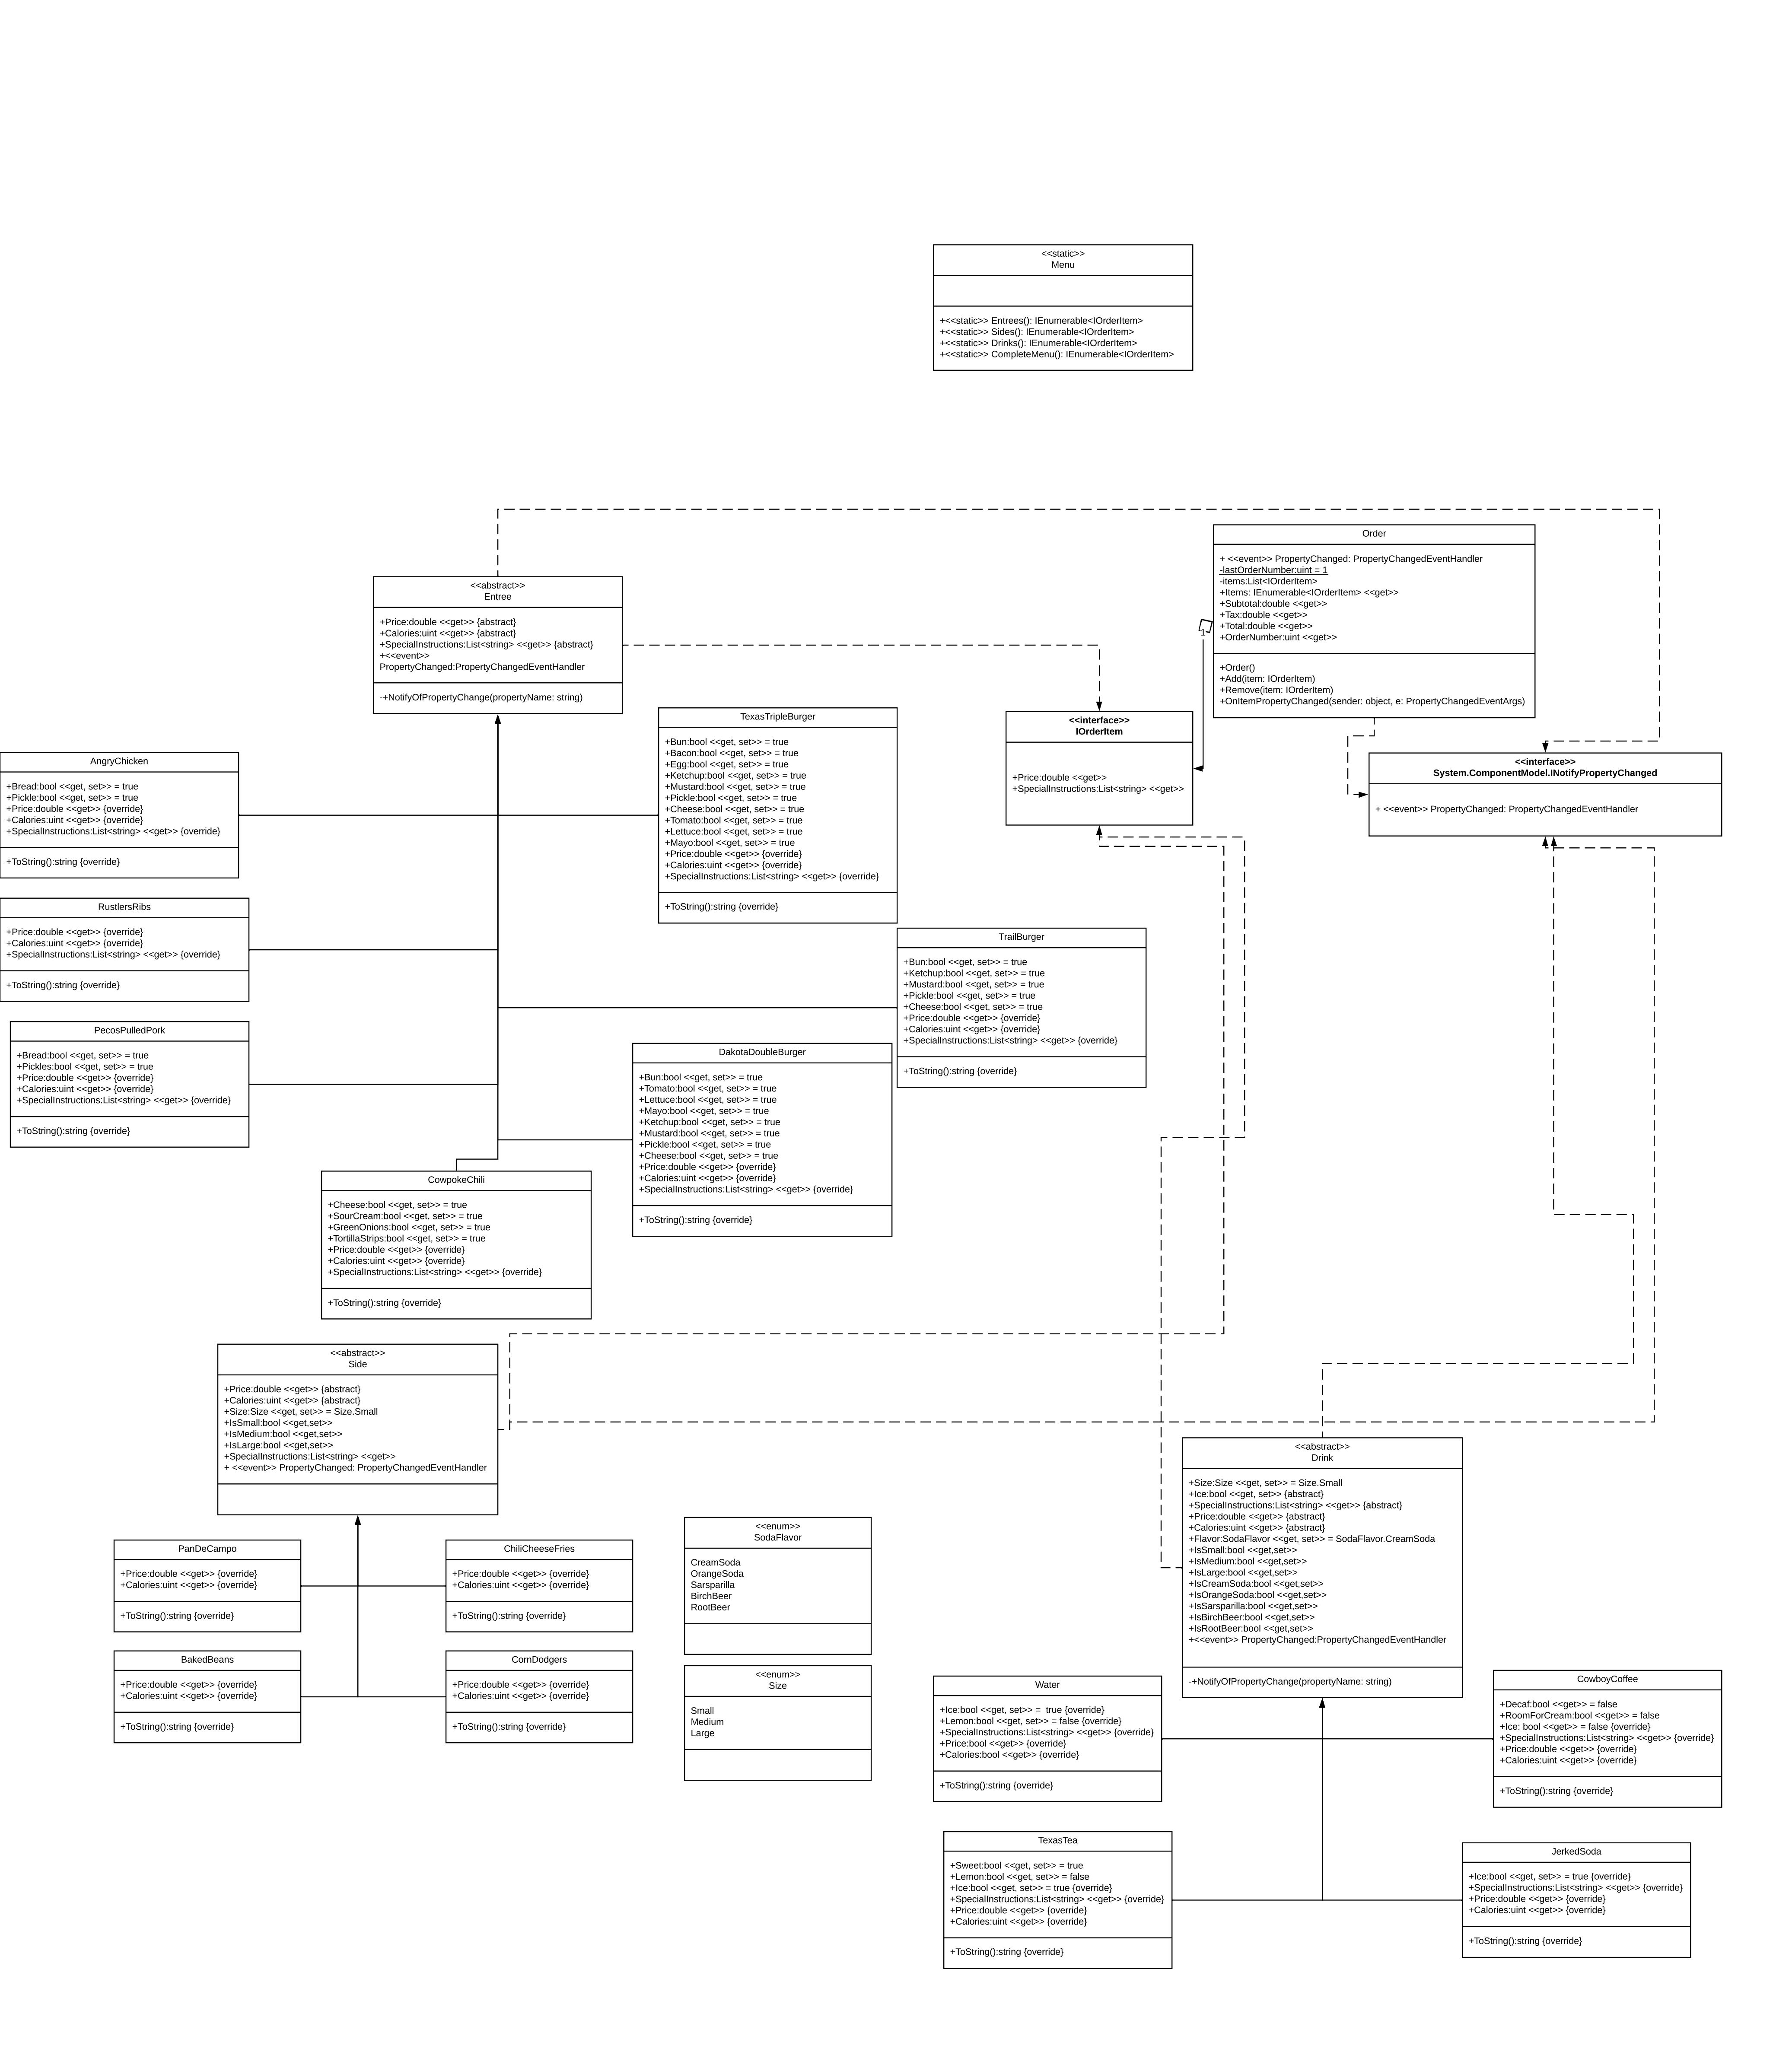 <<static>>
Menu
+<<static>> Entrees(): IEnumerable<IOrderItem>
+<<static>> Sides(): IEnumerable<IOrderItem>
+<<static>> Drinks(): IEnumerable<IOrderItem>
+<<static>> CompleteMenu(): IEnumerable<IOrderItem>
Order
+ <<event>> PropertyChanged: PropertyChangedEventHandler
-lastOrderNumber:uint = 1
-items:List<IOrderItem>
+Items: IEnumerable<IOrderItem> <<get>>
+Subtotal:double <<get>>
+Tax:double <<get>>
+Total:double <<get>>
+OrderNumber:uint <<get>>
+Order()
+Add(item: IOrderItem)
+Remove(item: IOrderItem)
+OnItemPropertyChanged(sender: object, e: PropertyChangedEventArgs)
1
<<abstract>>
Entree
+Price:double <<get>> {abstract}
+Calories:uint <<get>> {abstract}
+SpecialInstructions:List<string> <<get>> {abstract}
+<<event>>
PropertyChanged:PropertyChangedEventHandler
-+NotifyOfPropertyChange(propertyName: string)
<<interface>>
IOrderItem
+Price:double <<get>>
+SpecialInstructions:List<string> <<get>>
<<interface>>
System.ComponentModel.INotifyPropertyChanged
+ <<event>> PropertyChanged: PropertyChangedEventHandler
AngryChicken
+Bread:bool <<get, set>> = true
+Pickle:bool <<get, set>> = true
+Price:double <<get>> {override}
+Calories:uint <<get>> {override}
+SpecialInstructions:List<string> <<get>> {override}
+ToString():string {override}
TexasTripleBurger
+Bun:bool <<get, set>> = true
+Bacon:bool <<get, set>> = true
+Egg:bool <<get, set>> = true
+Ketchup:bool <<get, set>> = true
+Mustard:bool <<get, set>> = true
+Pickle:bool <<get, set>> = true
+Cheese:bool <<get, set>> = true
+Tomato:bool <<get, set>> = true
+Lettuce:bool <<get, set>> = true
+Mayo:bool <<get, set>> = true
+Price:double <<get>> {override}
+Calories:uint <<get>> {override}
+SpecialInstructions:List<string> <<get>> {override}
+ToString():string {override}
RustlersRibs
+Price:double <<get>> {override}
+Calories:uint <<get>> {override}
+SpecialInstructions:List<string> <<get>> {override}
+ToString():string {override}
TrailBurger
+Bun:bool <<get, set>> = true
+Ketchup:bool <<get, set>> = true
+Mustard:bool <<get, set>> = true
+Pickle:bool <<get, set>> = true
+Cheese:bool <<get, set>> = true
+Price:double <<get>> {override}
+Calories:uint <<get>> {override}
+SpecialInstructions:List<string> <<get>> {override}
+ToString():string {override}
PecosPulledPork
+Bread:bool <<get, set>> = true
+Pickles:bool <<get, set>> = true
+Price:double <<get>> {override}
+Calories:uint <<get>> {override}
+SpecialInstructions:List<string> <<get>> {override}
+ToString():string {override}
DakotaDoubleBurger
+Bun:bool <<get, set>> = true
+Tomato:bool <<get, set>> = true
+Lettuce:bool <<get, set>> = true
+Mayo:bool <<get, set>> = true
+Ketchup:bool <<get, set>> = true
+Mustard:bool <<get, set>> = true
+Pickle:bool <<get, set>> = true
+Cheese:bool <<get, set>> = true
+Price:double <<get>> {override}
+Calories:uint <<get>> {override}
+SpecialInstructions:List<string> <<get>> {override}
+ToString():string {override}
CowpokeChili
+Cheese:bool <<get, set>> = true
+SourCream:bool <<get, set>> = true
+GreenOnions:bool <<get, set>> = true
+TortillaStrips:bool <<get, set>> = true
+Price:double <<get>> {override}
+Calories:uint <<get>> {override}
+SpecialInstructions:List<string> <<get>> {override}
+ToString():string {override}
<<abstract>>
Side
+Price:double <<get>> {abstract}
+Calories:uint <<get>> {abstract}
+Size:Size <<get, set>> = Size.Small
+IsSmall:bool <<get,set>>
+IsMedium:bool <<get,set>>
+IsLarge:bool <<get,set>>
+SpecialInstructions:List<string> <<get>>
+ <<event>> PropertyChanged: PropertyChangedEventHandler
<<abstract>>
Drink
+Size:Size <<get, set>> = Size.Small
+Ice:bool <<get, set>> {abstract}
+SpecialInstructions:List<string> <<get>> {abstract}
+Price:double <<get>> {abstract}
+Calories:uint <<get>> {abstract}
+Flavor:SodaFlavor <<get, set>> = SodaFlavor.CreamSoda
+IsSmall:bool <<get,set>>
+IsMedium:bool <<get,set>>
+IsLarge:bool <<get,set>>
+IsCreamSoda:bool <<get,set>>
+IsOrangeSoda:bool <<get,set>>
+IsSarsparilla:bool <<get,set>>
+IsBirchBeer:bool <<get,set>>
+IsRootBeer:bool <<get,set>>
+<<event>> PropertyChanged:PropertyChangedEventHandler
-+NotifyOfPropertyChange(propertyName: string)
PanDeCampo
+Price:double <<get>> {override}
+Calories:uint <<get>> {override}
+ToString():string {override}
ChiliCheeseFries
+Price:double <<get>> {override}
+Calories:uint <<get>> {override}
+ToString():string {override}
<<enum>>
SodaFlavor
CreamSoda
OrangeSoda
Sarsparilla
BirchBeer
RootBeer
BakedBeans
+Price:double <<get>> {override}
+Calories:uint <<get>> {override}
+ToString():string {override}
CornDodgers
+Price:double <<get>> {override}
+Calories:uint <<get>> {override}
+ToString():string {override}
<<enum>>
Size
Small
Medium
Large
Water
+Ice:bool <<get, set>> =  true {override}
+Lemon:bool <<get, set>> = false {override}
+SpecialInstructions:List<string> <<get>> {override}
+Price:bool <<get>> {override}
+Calories:bool <<get>> {override}
+ToString():string {override}
CowboyCoffee
+Decaf:bool <<get>> = false
+RoomForCream:bool <<get>> = false
+Ice: bool <<get>> = false {override}
+SpecialInstructions:List<string> <<get>> {override}
+Price:double <<get>> {override}
+Calories:uint <<get>> {override}
+ToString():string {override}
TexasTea
+Sweet:bool <<get, set>> = true
+Lemon:bool <<get, set>> = false
+Ice:bool <<get, set>> = true {override}
+SpecialInstructions:List<string> <<get>> {override}
+Price:double <<get>> {override}
+Calories:uint <<get>> {override}
+ToString():string {override}
JerkedSoda
+Ice:bool <<get, set>> = true {override}
+SpecialInstructions:List<string> <<get>> {override}
+Price:double <<get>> {override}
+Calories:uint <<get>> {override}
+ToString():string {override}